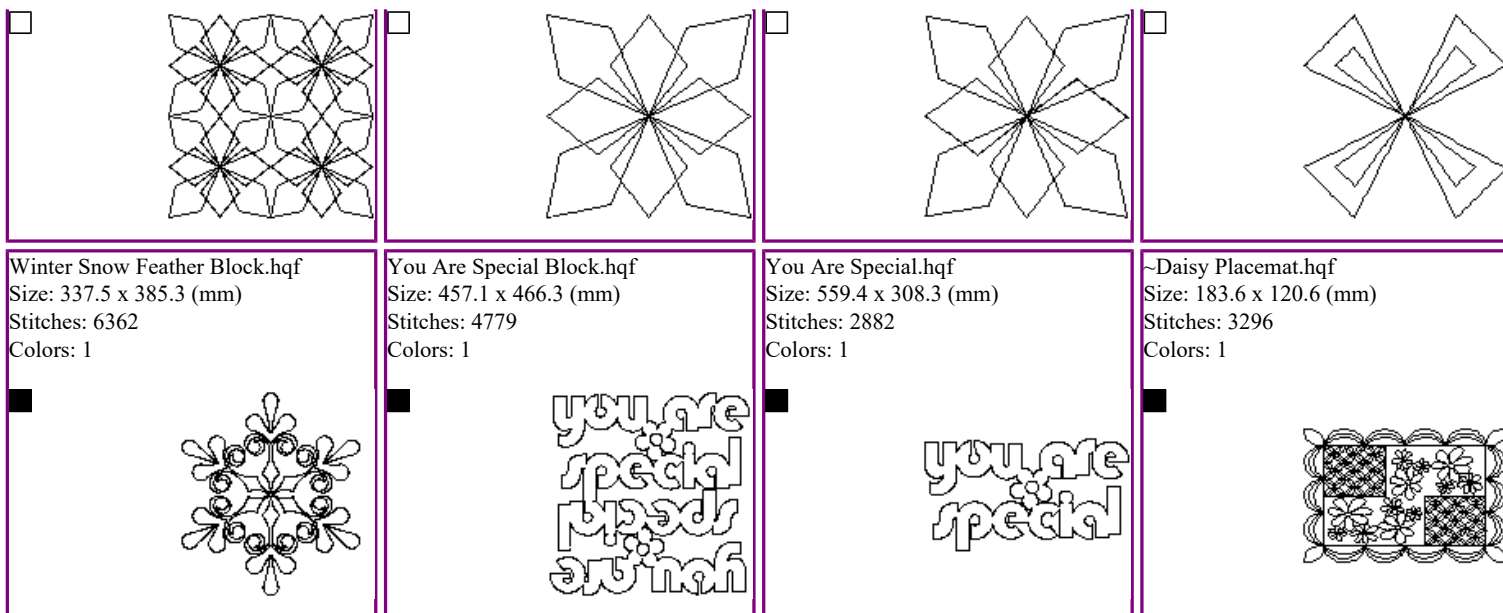 Winter Snow Feather Block.hqf
Size: 337.5 x 385.3 (mm)
Stitches: 6362
Colors: 1
You Are Special Block.hqf
Size: 457.1 x 466.3 (mm)
Stitches: 4779
Colors: 1
You Are Special.hqf
Size: 559.4 x 308.3 (mm)
Stitches: 2882
Colors: 1
~Daisy Placemat.hqf
Size: 183.6 x 120.6 (mm)
Stitches: 3296
Colors: 1
you are
special
special
you are
you are
special